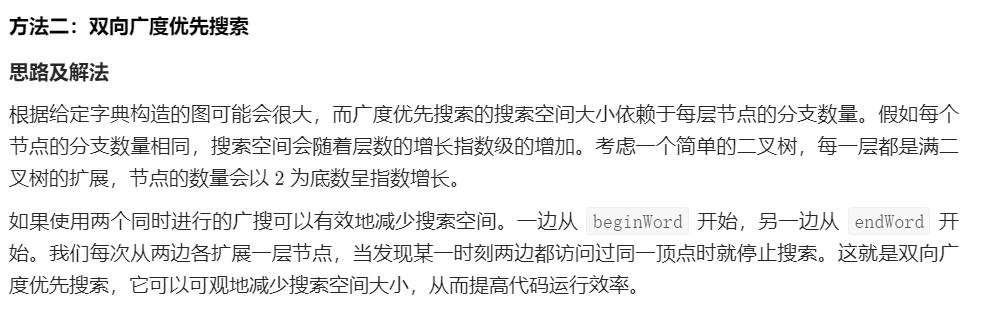 方法二：双向广度优先搜索
思路及解法
根据给定字典构造的图可能会很大，而广度优先搜索的搜索空间大小依赖于每层节点的分支数量。假如每个
节点的分支数量相同，搜索空间会随着层数的增长指数级的增加。考虑一个简单的二叉树，每一层都是满二
叉树的扩展，节点的数量会以 2 为底数呈指数增长。
如果使用两个同时进行的广搜可以有效地减少搜索空间。一边从 beginWord 开始，另一边从 endWord 开
始。我们每次从两边各扩展一层节点，当发现某一时刻两边都访问过同一顶点时就停止搜索。这就是双向广
度优先搜索，它可以可观地减少搜索空间大小，从而提高代码运行效率。